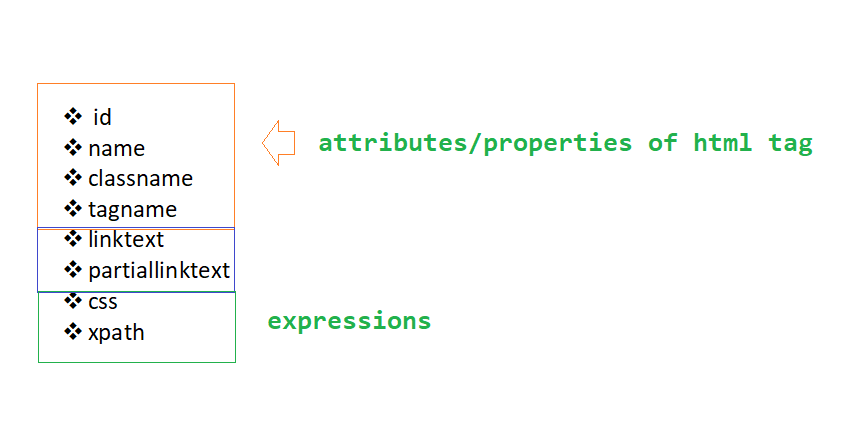 ❖ id
❖ name
❖ classname
❖ tagname
❖ linktext
❖ partiallinktext
❖ css
❖ xpath
attributes/properties of html tag
expressions